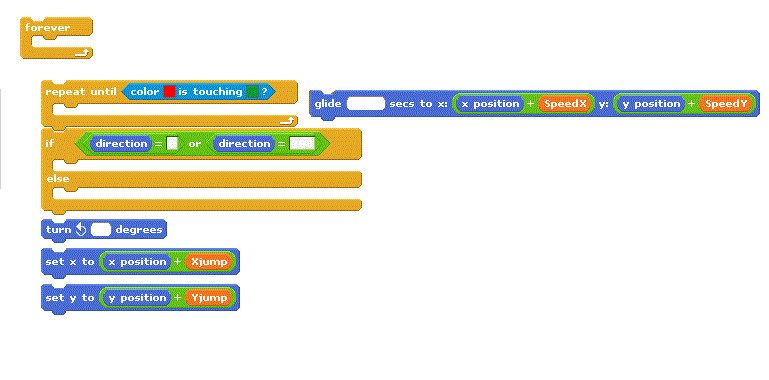 forever
repeat until color is touching ?
glide secs to x: x position + SpeedX y: y position + SpeedY
if direction = or direction =
else
turn degrees
set x to x position + Xjump
set y to y position + Yjump